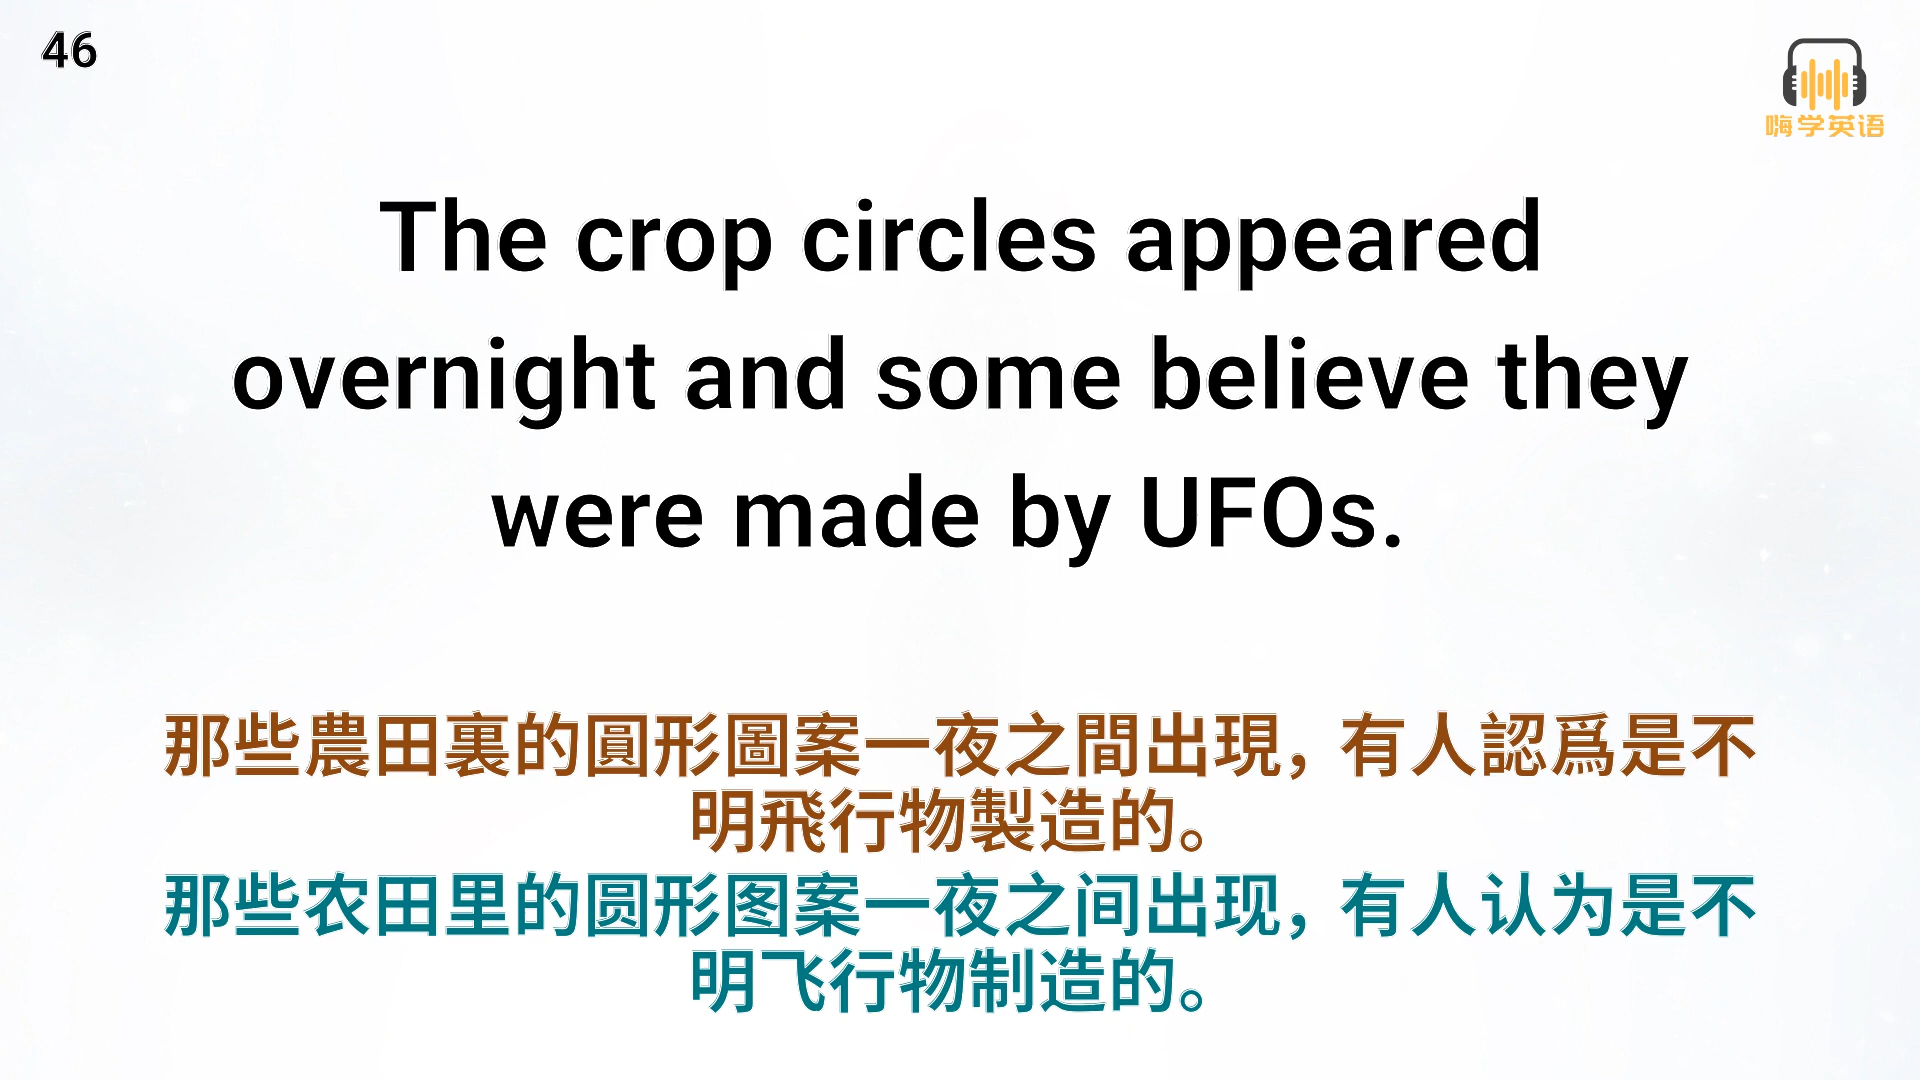 46
嗨学英语
The crop circles appeared
overnight and some believe they
were made by UFOs.
那些農田裏的圓形圖案一夜之間出現，有人認爲是不
明飛行物製造的。
那些农田里的圆形图案一夜之间出现，有人认为是不
明飞行物制造的。